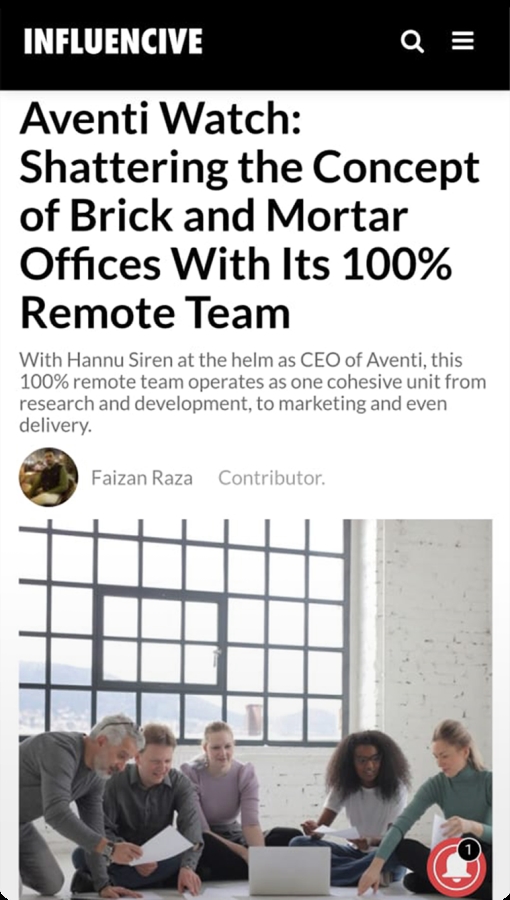 INFLUENCIVE
Aventi Watch:
Shattering the Concept
of Brick and Mortar
Offices With Its 100%
Remote Team
With Hannu Siren at the helm as CEO of Aventi, this
100% remote team operates as one cohesive unit from
research and development, to marketing and even
delivery.
Faizan Raza Contributor.
1